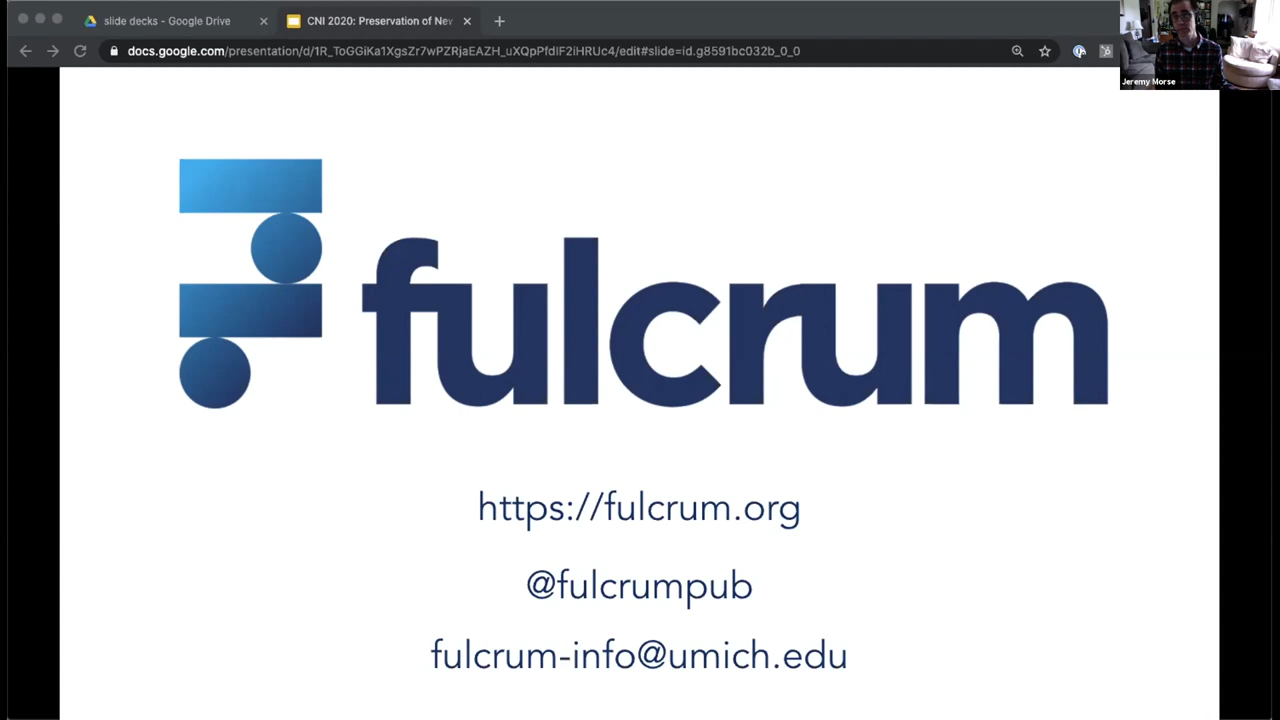 slide decks - Google Drive
CNI 2020: Preservation of Nev
docs.google.com/presentation/d/1R_ToGGiKa1XgsZr7wPZRjaEAZH_uXQpPfdIF2iHRUc4/edit#slide=id.g8591bc032b_0_0
Jeremy Morse
fulcrum
https://fulcrum.org
@fulcrumpub
fulcrum-info@umich.edu